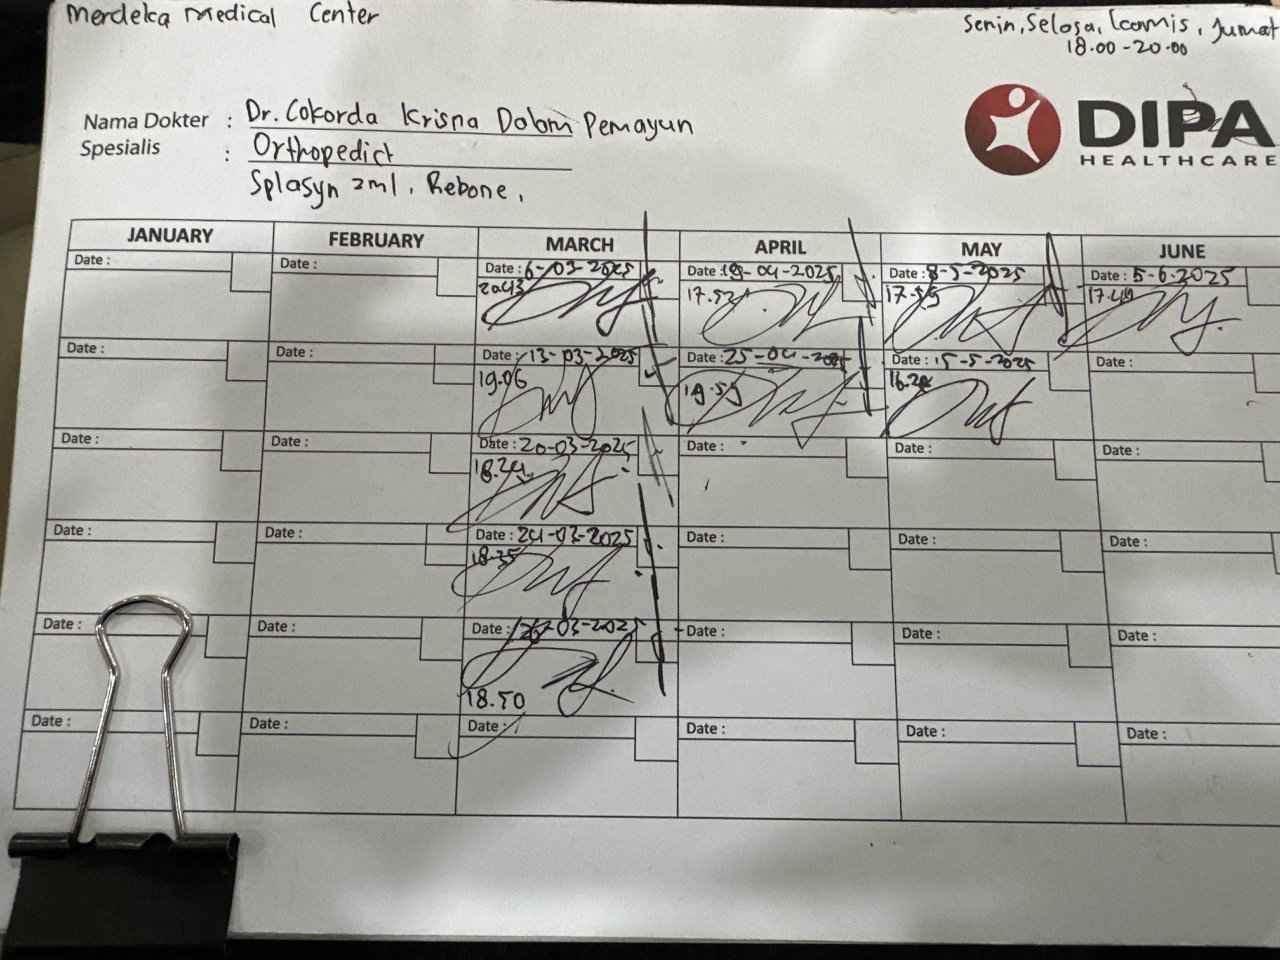 Merdeka Medical Center
Senin, Selasa, Kamis, Jumat
18.00-20.00
DIPA
HEALTHCARE
Nama Dokter : Dr. Cokorda Krisna Dalam Pemayun
Spesialis : Orthopedict
Splasyn 2ml, Rebone,
JANUARY FEBRUARY MARCH APRIL MAY JUNE
Date : Date : Date : 6-03-2025 Date : 19-04-2025 Date : 8-5-2025 Date : 5-6-2025
20.43 17.52 17.59 17.49
Date : Date : Date : 13-03-2025 Date : 25-04-2025 Date : 15-5-2025 Date :
19.06 19.55
Date : Date : Date : 20-03-2025 Date : Date : Date :
18.24
Date : Date : Date : 24-03-2025 Date : Date : Date :
18.35
Date : Date : Date : Date : Date : Date :
18.50
Date : Date : Date : Date : Date : Date :